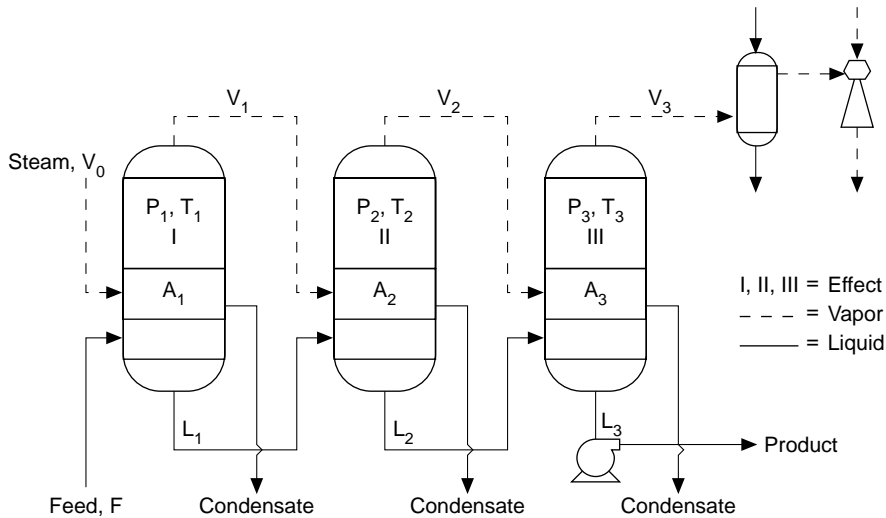 V₁
V₂
V₃
Steam, V₀
P₁, T₁
I
P₂, T₂
II
P₃, T₃
III
A₁
A₂
A₃
I, II, III = Effect
= Vapor
= Liquid
L₁
L₂
L₃
Product
Feed, F
Condensate
Condensate
Condensate